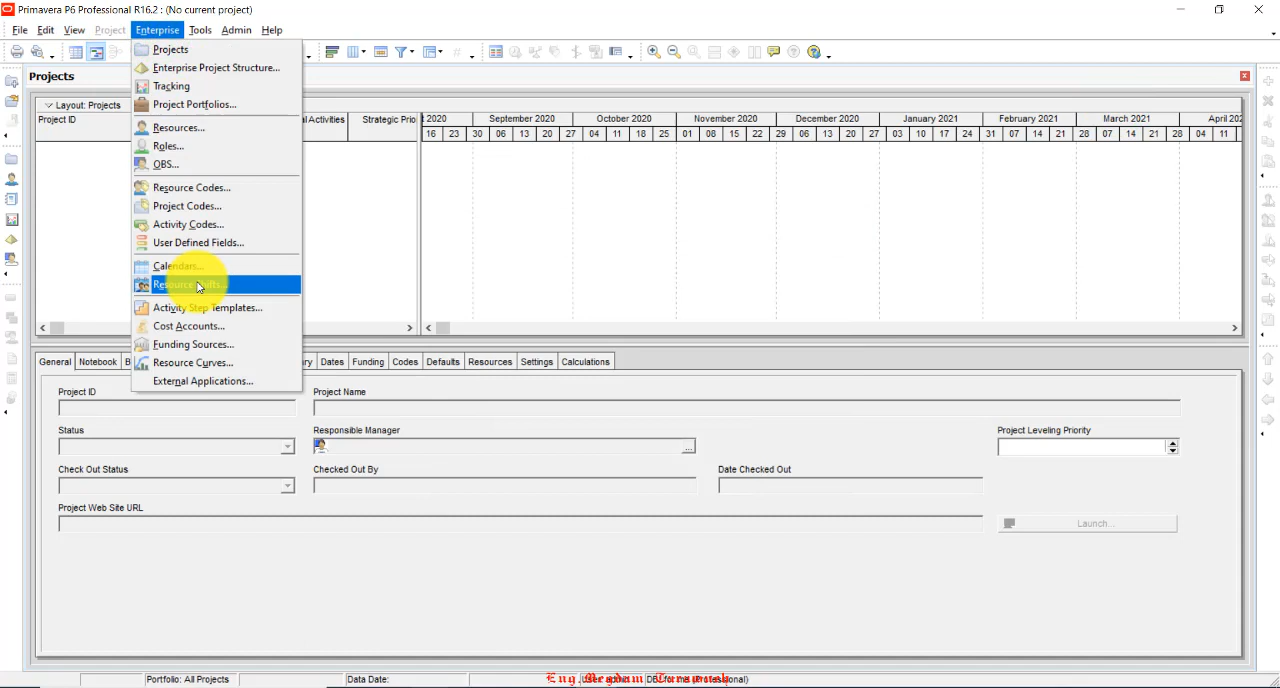 Primavera P6 Professional R16.2 : (No current project)
File Edit View Project Enterprise Tools Admin Help
Projects
Enterprise Project Structure...
Tracking
Project Portfolios...
Resources...
Roles...
OBS...
Resource Codes...
Project Codes...
Activity Codes...
User Defined Fields...
Calendars...
Resource Shifts...
Activity Step Templates...
Cost Accounts...
Funding Sources...
Resource Curves...
External Applications...
Projects
Layout: Projects
Project ID
Activities Strategic Prio
2020 September 2020 October 2020 November 2020 December 2020 January 2021 February 2021 March 2021 April 202
16 23 30 06 13 20 27 04 11 18 25 01 08 15 22 29 06 13 20 27 03 10 17 24 31 07 14 21 28 07 14 21 28 04 11
General Notebook B ry Dates Funding Codes Defaults Resources Settings Calculations
Project ID Project Name
Status Responsible Manager Project Leveling Priority
Check Out Status Checked Out By Date Checked Out
Project Web Site URL
Launch...
Portfolio: All Projects Data Date: